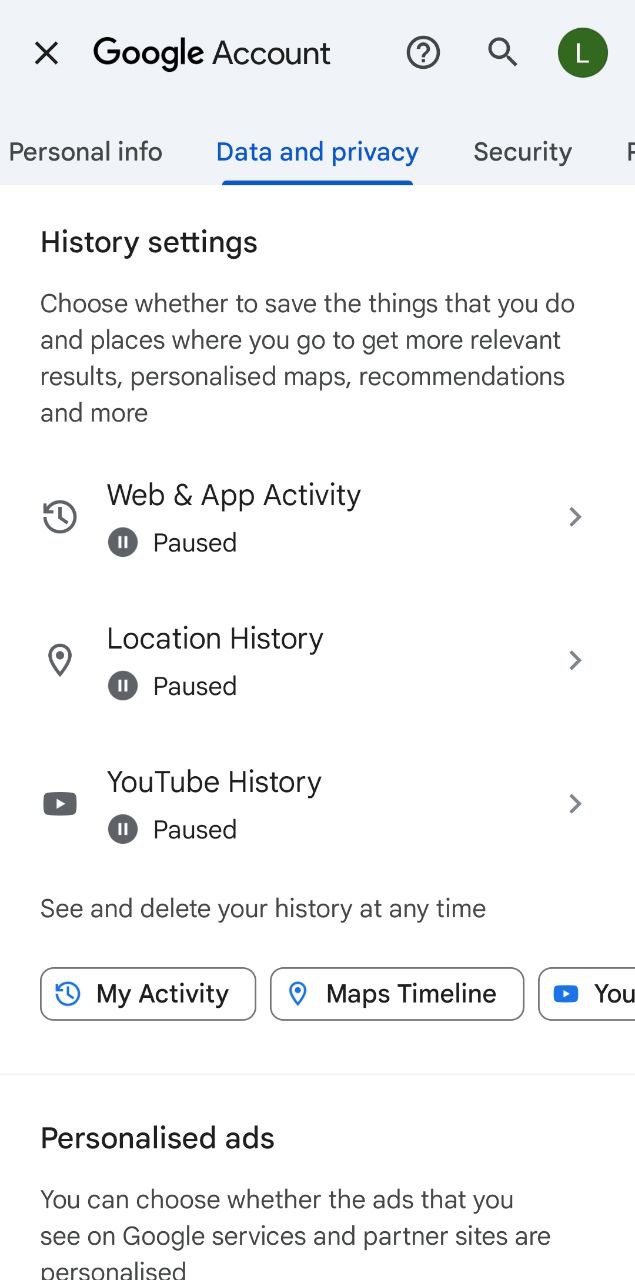 Google Account
L
Personal info
Data and privacy
Security
History settings
Choose whether to save the things that you do
and places where you go to get more relevant
results, personalised maps, recommendations
and more
Web & App Activity
Paused
Location History
Paused
YouTube History
Paused
See and delete your history at any time
My Activity
Maps Timeline
You
Personalised ads
You can choose whether the ads that you
see on Google services and partner sites are
personalised